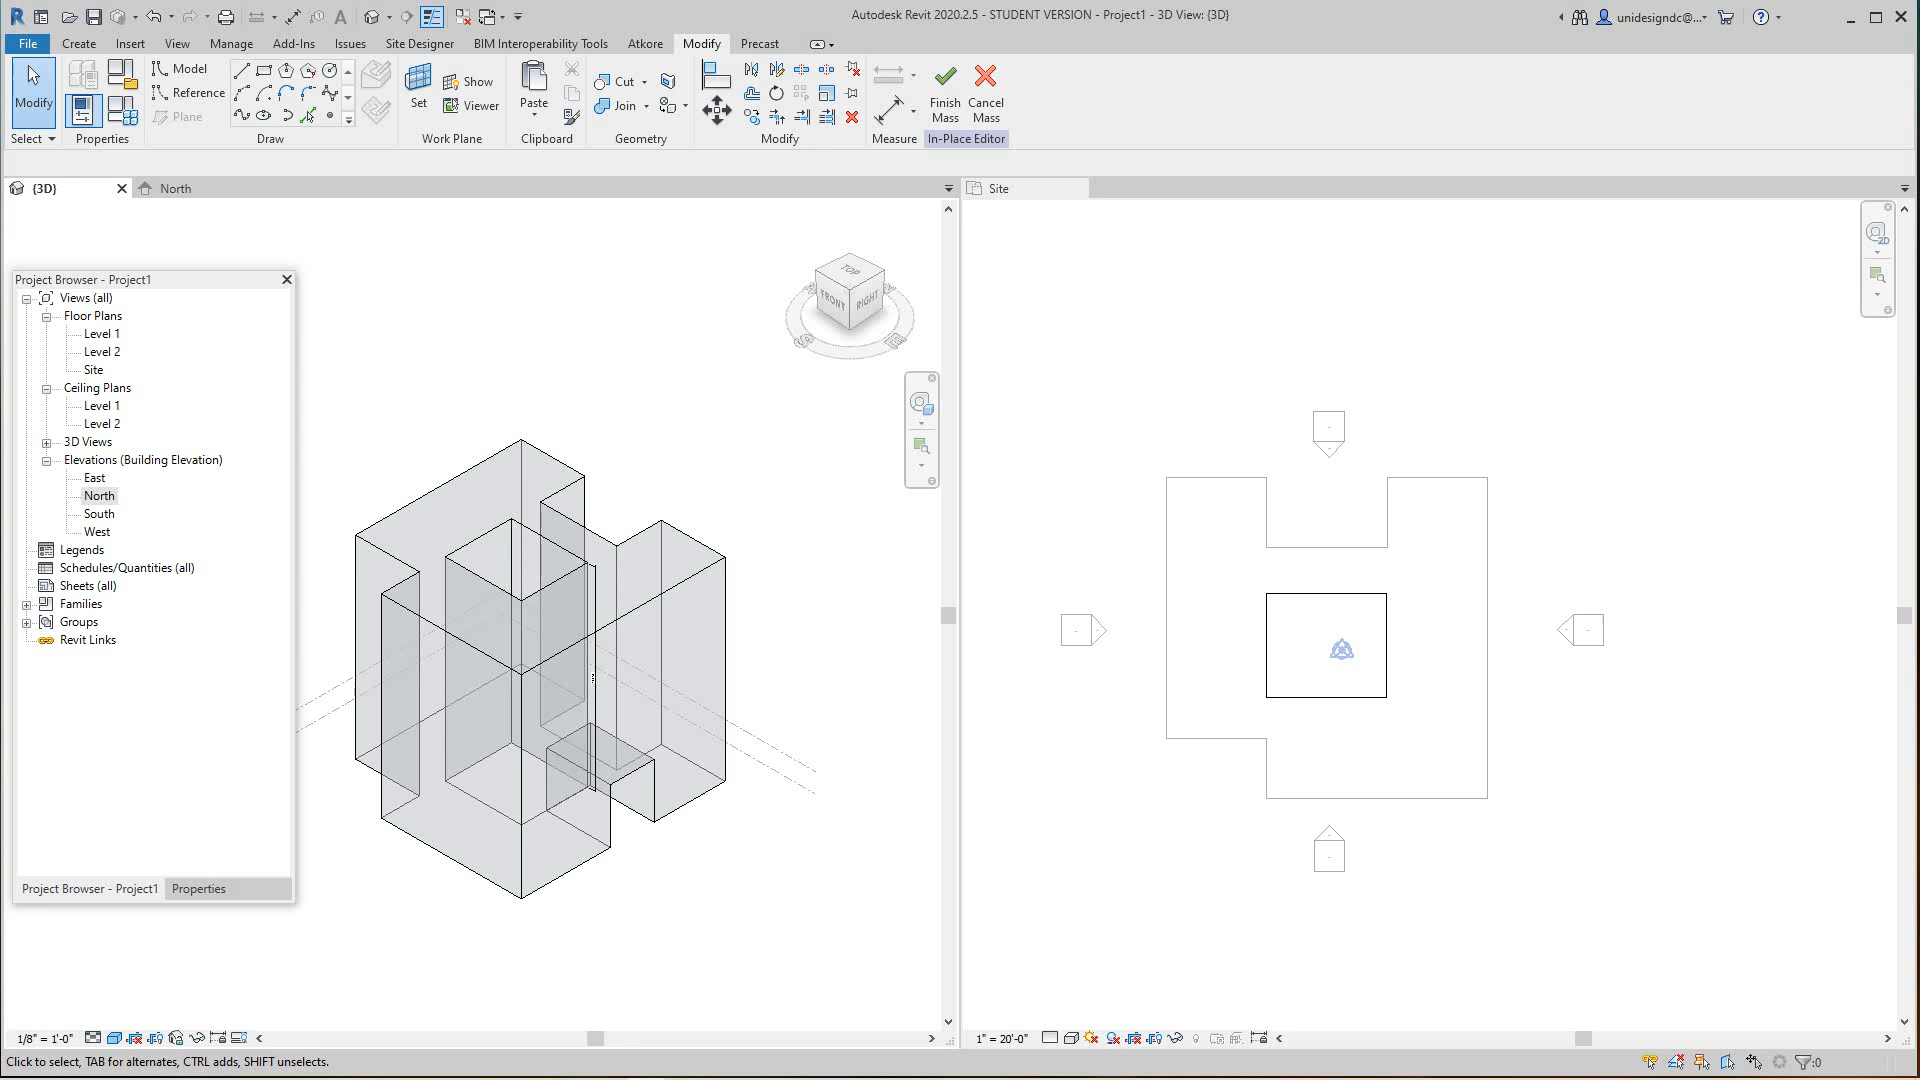 Autodesk Revit 2020.2.5 - STUDENT VERSION - Project1 - 3D View: {3D}
unidesigndc@...
File Create Insert View Manage Add-Ins Issues Site Designer BIM Interoperability Tools Atkore Modify Precast
Modify
Model
Reference
Plane
Set
Show
Viewer
Paste
Cut
Join
Finish Mass
Cancel Mass
Select Properties Draw Work Plane Clipboard Geometry Modify Measure In-Place Editor
{3D} North Site
Project Browser - Project1
Views (all)
Floor Plans
Level 1
Level 2
Site
Ceiling Plans
Level 1
Level 2
3D Views
Elevations (Building Elevation)
East
North
South
West
Legends
Schedules/Quantities (all)
Sheets (all)
Families
Groups
Revit Links
Project Browser - Project1 Properties
TOP
FRONT
RIGHT
2D
1/8" = 1'-0"
1" = 20'-0"
Click to select, TAB for alternates, CTRL adds, SHIFT unselects.
:0